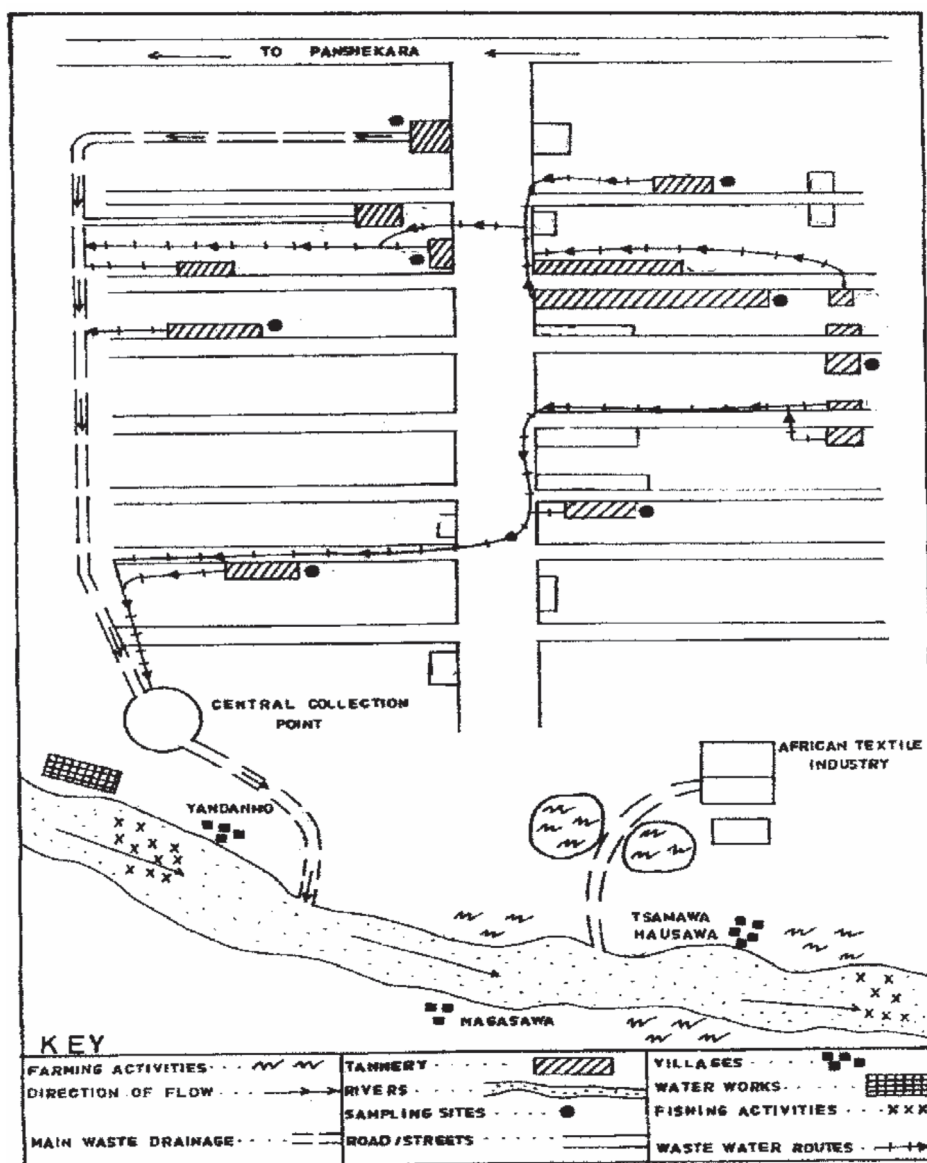 TO PANSHEKARA
CENTRAL COLLECTION
POINT
AFRICAN TEXTILE
INDUSTRY
YANDANHO
TSAMAWA
HAUSAWA
MAGASAWA
KEY
FARMING ACTIVITIES
DIRECTION OF FLOW
MAIN WASTE DRAINAGE
TANNERY
RIVERS
SAMPLING SITES
ROAD/STREETS
VILLAGES
WATER WORKS
FISHING ACTIVITIES
WASTE WATER ROUTES